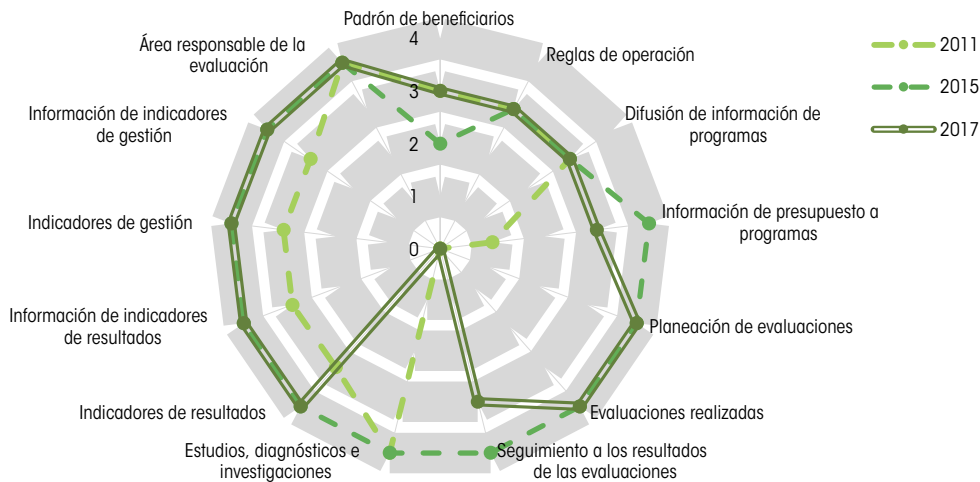 Padrón de beneficiarios
Reglas de operación
Difusión de información de
programas
Información de presupuesto a
programas
Planeación de evaluaciones
Evaluaciones realizadas
Seguimiento a los resultados
de las evaluaciones
Estudios, diagnósticos e
investigaciones
Indicadores de resultados
Información de indicadores
de resultados
Indicadores de gestión
Información de indicadores
de gestión
Área responsable de la
evaluación
4
3
2
1
0
2011
2015
2017